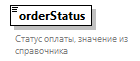 orderStatus
Статус оплаты, значение из
справочника